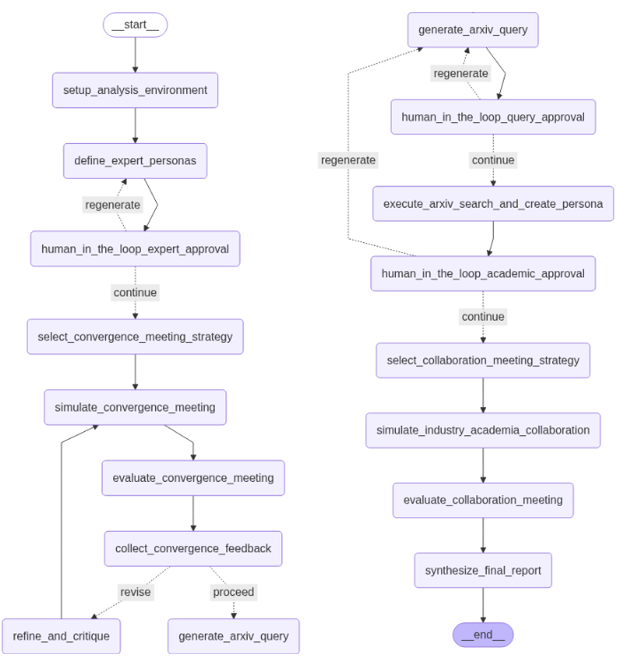 __start__
setup_analysis_environment
define_expert_personas
regenerate
human_in_the_loop_expert_approval
continue
select_convergence_meeting_strategy
simulate_convergence_meeting
evaluate_convergence_meeting
collect_convergence_feedback
revise
proceed
refine_and_critique
generate_arxiv_query
generate_arxiv_query
regenerate
human_in_the_loop_query_approval
regenerate
continue
execute_arxiv_search_and_create_persona
human_in_the_loop_academic_approval
continue
select_collaboration_meeting_strategy
simulate_industry_academia_collaboration
evaluate_collaboration_meeting
synthesize_final_report
__end__